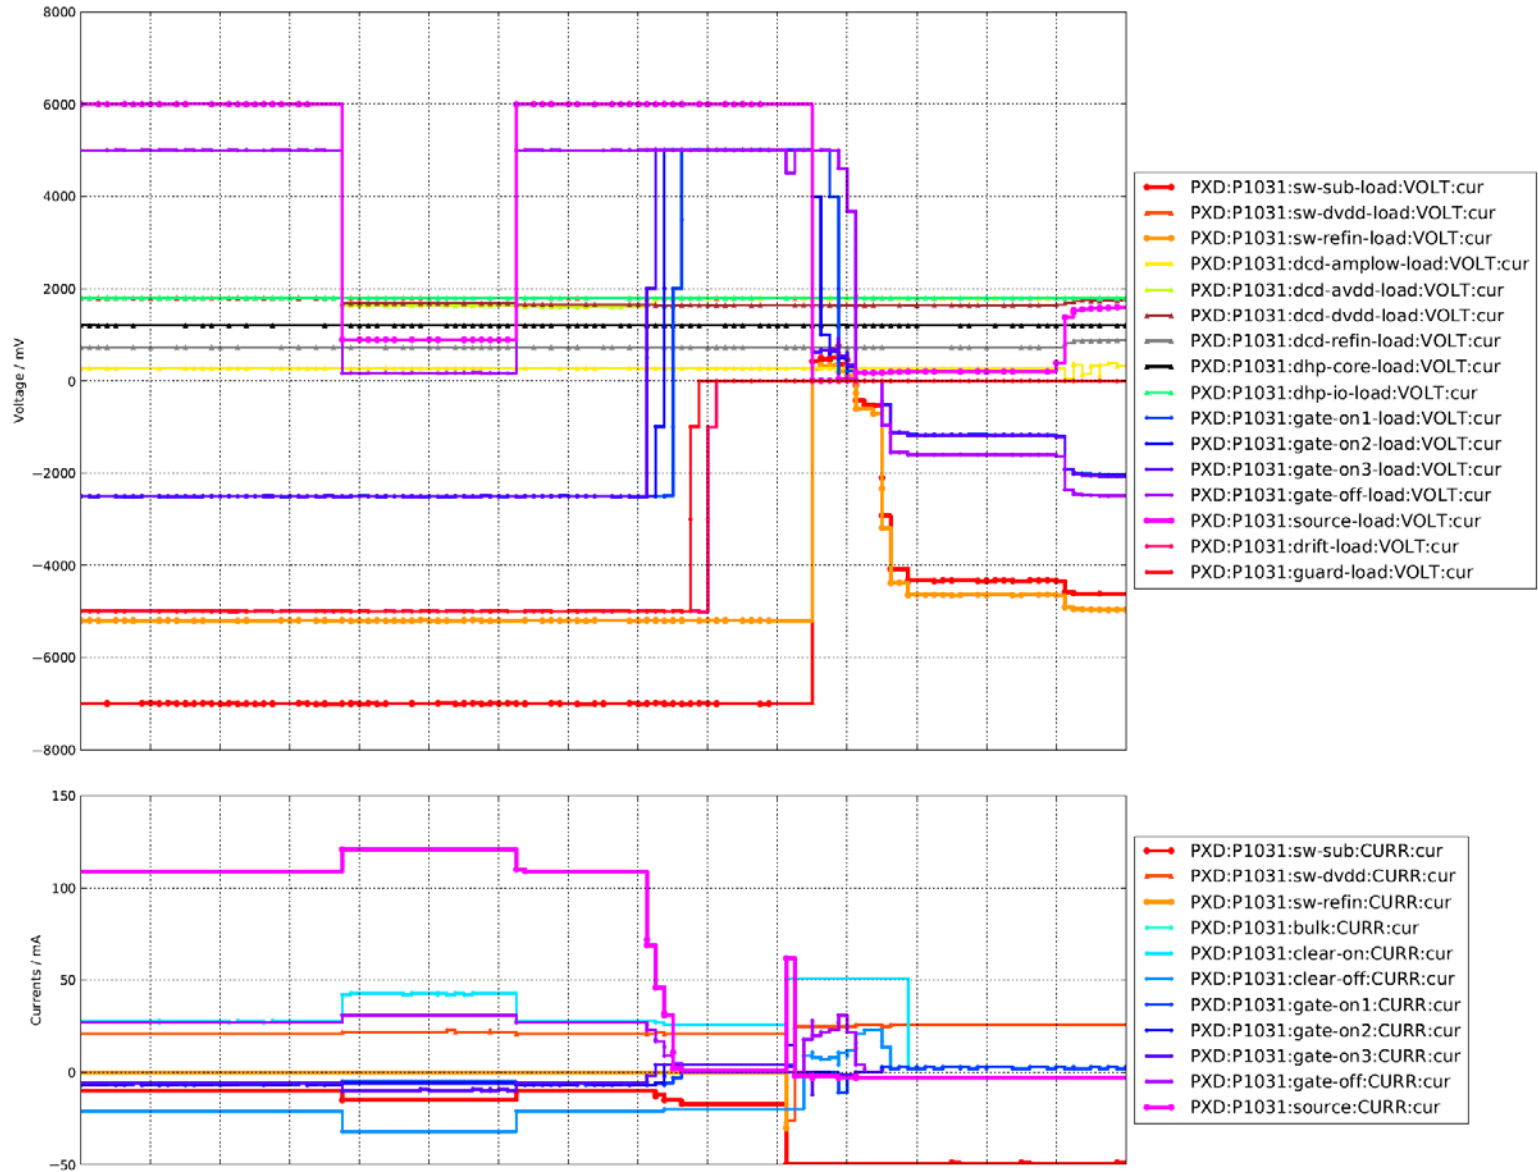 8000
6000
4000
2000
0
−2000
−4000
−6000
−8000
Voltage / mV
PXD:P1031:sw-sub-load:VOLT:cur
PXD:P1031:sw-dvdd-load:VOLT:cur
PXD:P1031:sw-refin-load:VOLT:cur
PXD:P1031:dcd-amplow-load:VOLT:cur
PXD:P1031:dcd-avdd-load:VOLT:cur
PXD:P1031:dcd-dvdd-load:VOLT:cur
PXD:P1031:dcd-refin-load:VOLT:cur
PXD:P1031:dhp-core-load:VOLT:cur
PXD:P1031:dhp-io-load:VOLT:cur
PXD:P1031:gate-on1-load:VOLT:cur
PXD:P1031:gate-on2-load:VOLT:cur
PXD:P1031:gate-on3-load:VOLT:cur
PXD:P1031:gate-off-load:VOLT:cur
PXD:P1031:source-load:VOLT:cur
PXD:P1031:drift-load:VOLT:cur
PXD:P1031:guard-load:VOLT:cur
150
100
50
0
−50
Currents / mA
PXD:P1031:sw-sub:CURR:cur
PXD:P1031:sw-dvdd:CURR:cur
PXD:P1031:sw-refin:CURR:cur
PXD:P1031:bulk:CURR:cur
PXD:P1031:clear-on:CURR:cur
PXD:P1031:clear-off:CURR:cur
PXD:P1031:gate-on1:CURR:cur
PXD:P1031:gate-on2:CURR:cur
PXD:P1031:gate-on3:CURR:cur
PXD:P1031:gate-off:CURR:cur
PXD:P1031:source:CURR:cur